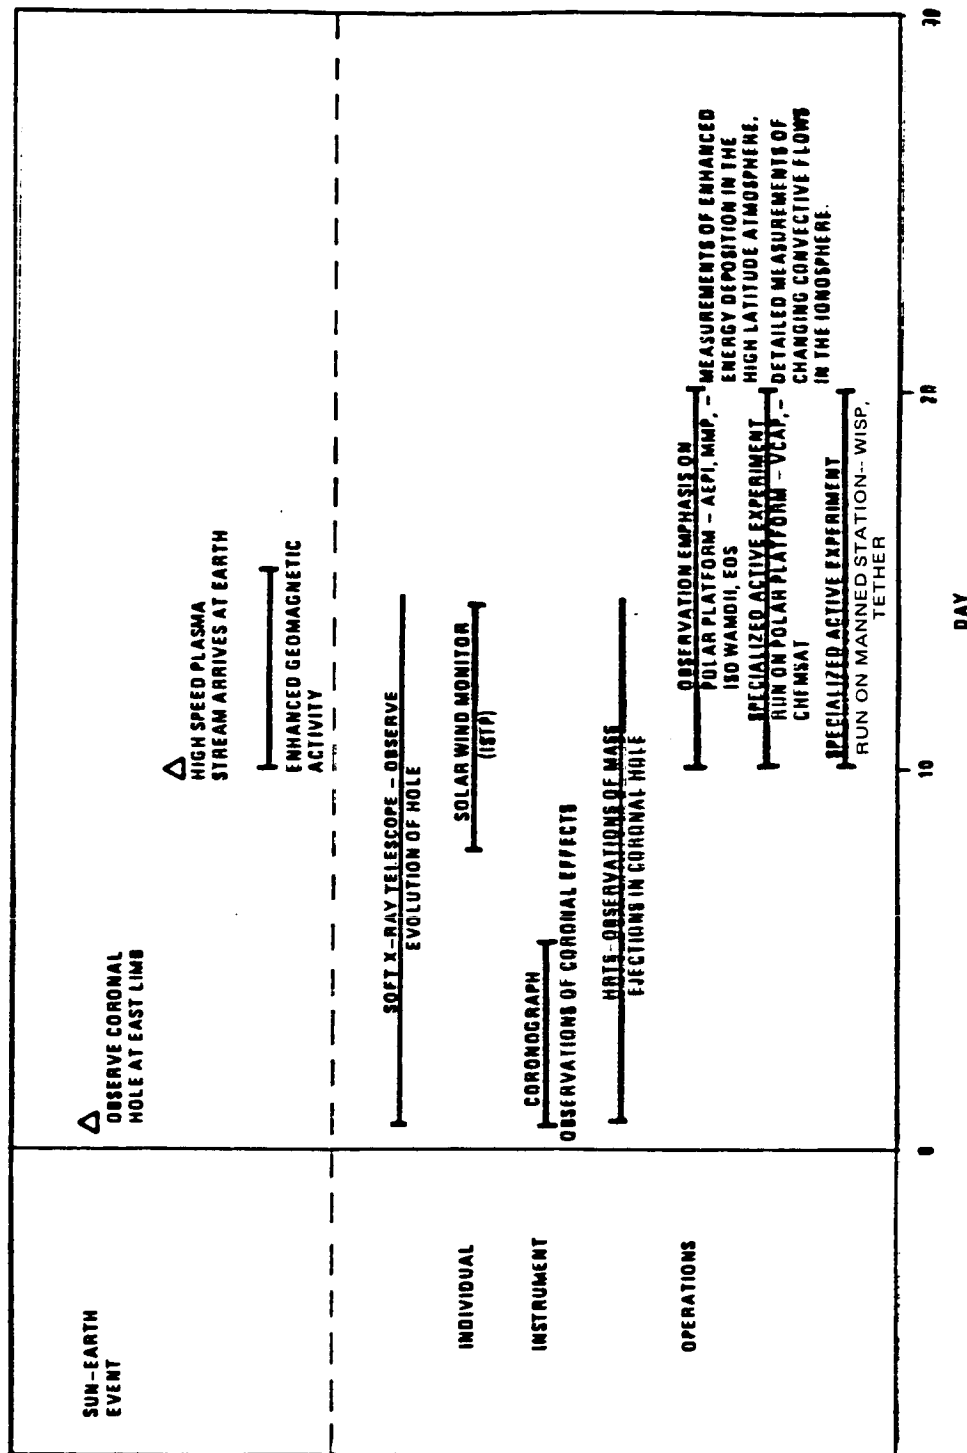 SUN-EARTH
EVENT
OBSERVE CORONAL
HOLE AT EAST LIMB
HIGH SPEED PLASMA
STREAM ARRIVES AT EARTH
ENHANCED GEOMAGNETIC
ACTIVITY
INDIVIDUAL
INSTRUMENT
OPERATIONS
SOFT X-RAY TELESCOPE - OBSERVE
EVOLUTION OF HOLE
SOLAR WIND MONITOR
(ISTP)
CORONOGRAPH
OBSERVATIONS OF CORONAL EFFECTS
HRTS-OBSERVATIONS OF MASS
EJECTIONS IN CORONAL HOLE
OBSERVATION EMPHASIS ON
POLAR PLATFORM - AEPI, MMP, - MEASUREMENTS OF ENHANCED
ISO WAMDII, EOS ENERGY DEPOSITION IN THE
HIGH LATITUDE ATMOSPHERE.
SPECIALIZED ACTIVE EXPERIMENT
RUN ON POLAR PLATFORM - VCAP, - DETAILED MEASUREMENTS OF
CHEMSAT CHANGING CONVECTIVE FLOWS
IN THE IONOSPHERE.
SPECIALIZED ACTIVE EXPERIMENT
RUN ON MANNED STATION-- WISP,
TETHER
0
10
20
30
DAY